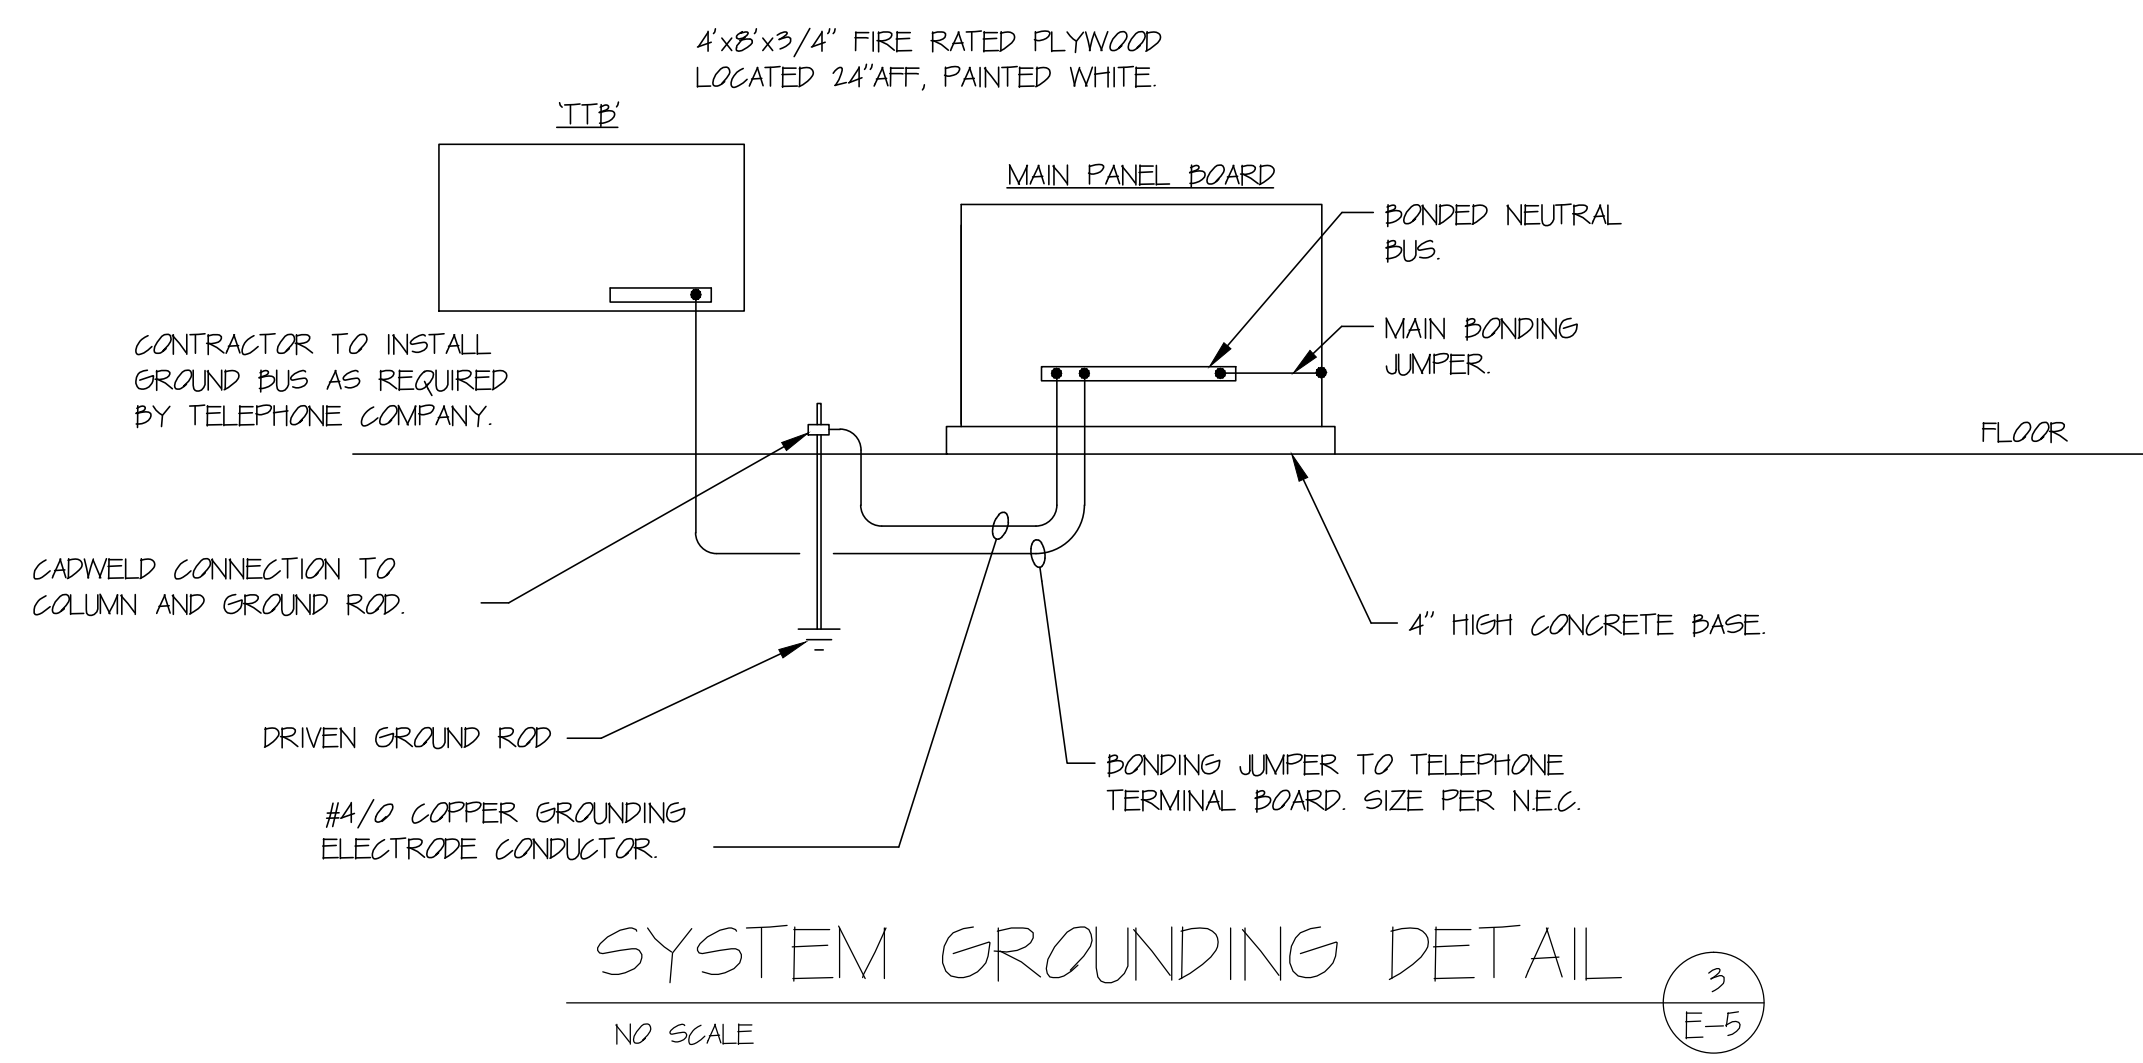 4'x8'x3/4" FIRE RATED PLYWOOD
LOCATED 24"AFF, PAINTED WHITE.
'TTB'
MAIN PANEL BOARD
BONDED NEUTRAL
BUS.
MAIN BONDING
JUMPER.
CONTRACTOR TO INSTALL
GROUND BUS AS REQUIRED
BY TELEPHONE COMPANY.
FLOOR
CADWELD CONNECTION TO
COLUMN AND GROUND ROD.
4" HIGH CONCRETE BASE.
DRIVEN GROUND ROD
BONDING JUMPER TO TELEPHONE
TERMINAL BOARD. SIZE PER N.E.C.
#4/0 COPPER GROUNDING
ELECTRODE CONDUCTOR.
SYSTEM GROUNDING DETAIL
3
E-5
NO SCALE